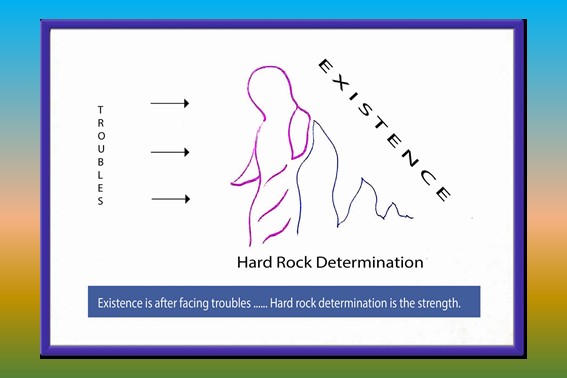 TROUBLES
EXISTENCE
Hard Rock Determination
Existence is after facing troubles ...... Hard rock determination is the strength.